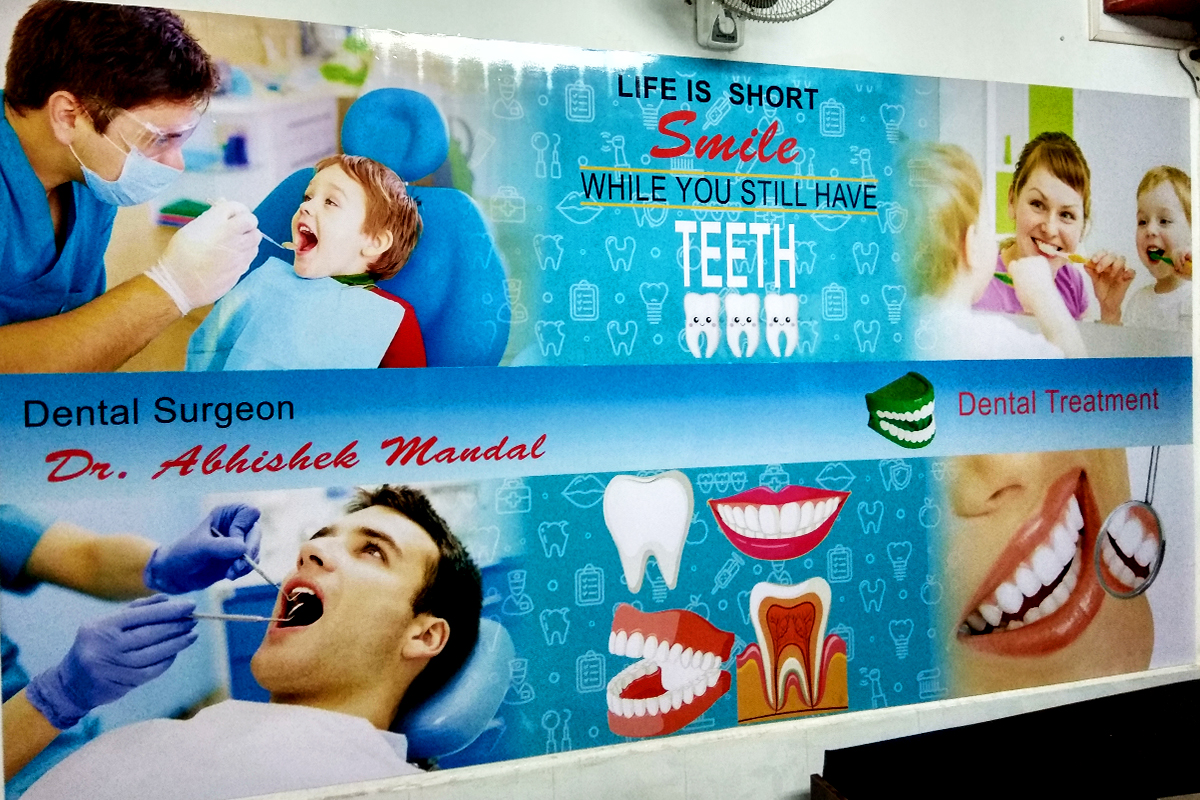 LIFE IS SHORT
Smile
WHILE YOU STILL HAVE
TEETH
Dental Surgeon
Dr. Abhishek Mandal
Dental Treatment